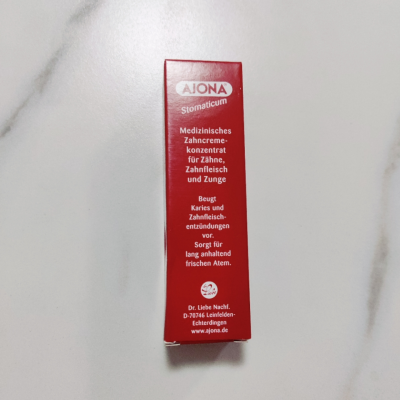 AJONA®
Stomaticum
Medizinisches
Zahncreme-
konzentrat
für Zähne,
Zahnfleisch
und Zunge
Beugt
Karies und
Zahnfleisch-
entzündungen
vor.
Sorgt für
lang anhaltend
frischen Atem.
Dr. Liebe Nachf.
D-70746 Leinfelden-
Echterdingen
www.ajona.de